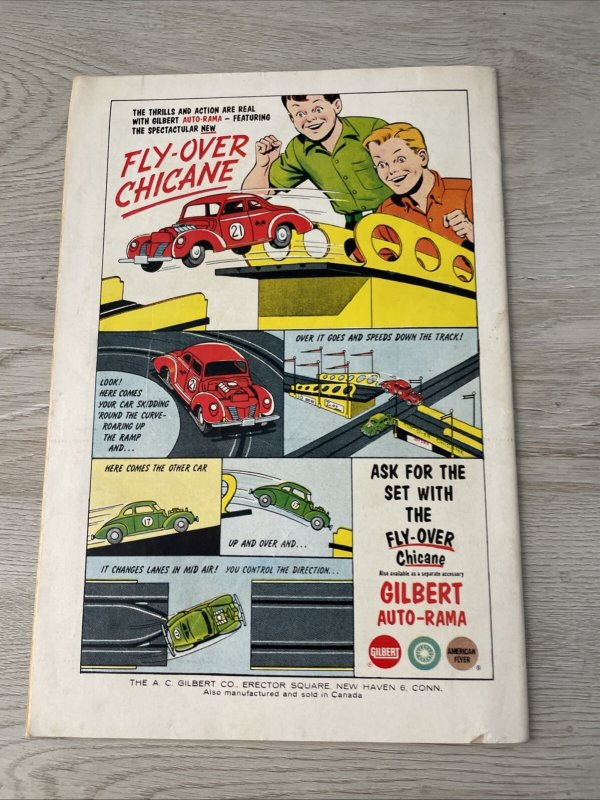 THE THRILLS AND ACTION ARE REAL
WITH GILBERT AUTO-RAMA – FEATURING
THE SPECTACULAR NEW
FLY-OVER
CHICANE
21
LOOK!
HERE COMES
YOUR CAR SKIDDING
'ROUND THE CURVE-
ROARING UP
THE RAMP
AND...
21
OVER IT GOES AND SPEEDS DOWN THE TRACK!
HERE COMES THE OTHER CAR
17
UP AND OVER AND...
17
IT CHANGES LANES IN MID AIR! YOU CONTROL THE DIRECTION...
ASK FOR THE
SET WITH
THE
FLY-OVER
Chicane
Also available as a separate accessory
GILBERT
AUTO-RAMA
GILBERT
AMERICAN
FLYER
THE A. C. GILBERT CO., ERECTOR SQUARE, NEW HAVEN 6, CONN.
Also manufactured and sold in Canada